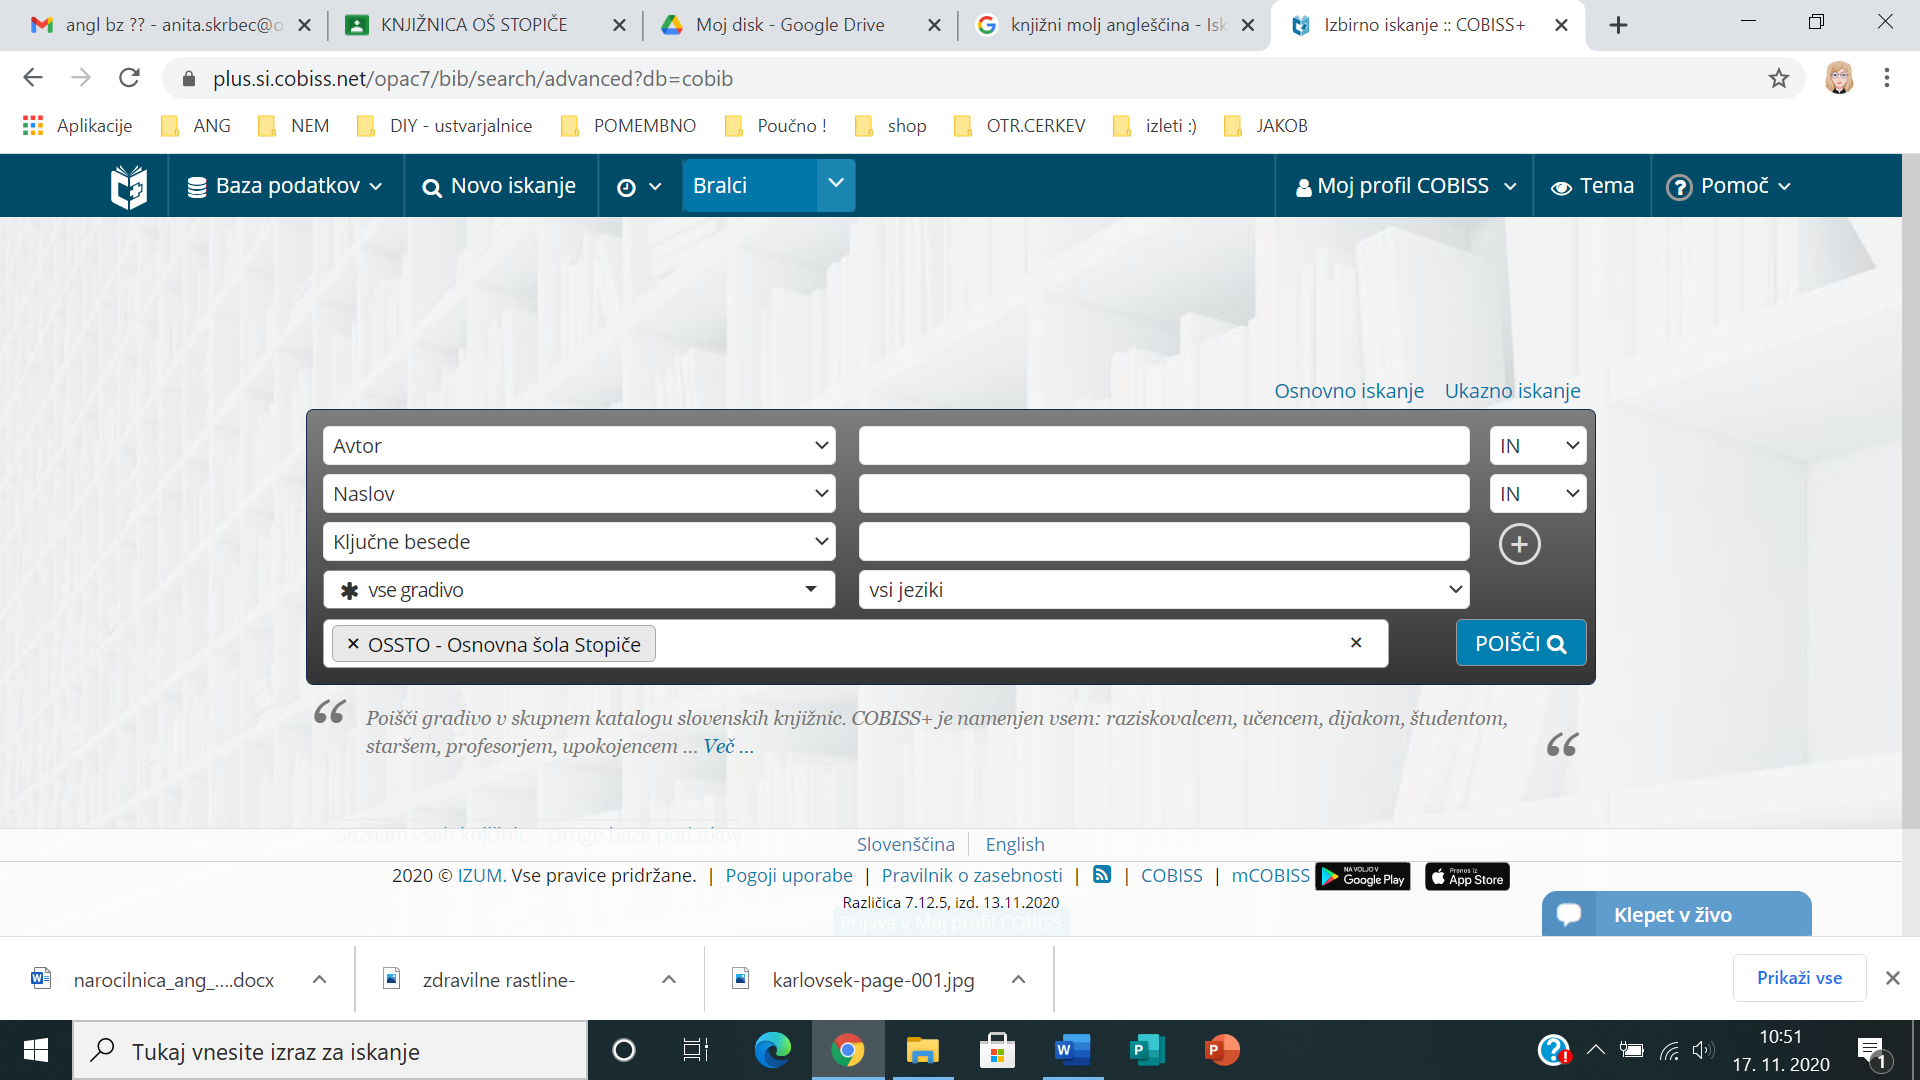 angl bz ?? - anita.skrbec@o
KNJIŽNICA OŠ STOPIČE
Moj disk - Google Drive
knjižni molj angleščina - Isk
Izbirno iskanje :: COBISS+
plus.si.cobiss.net/opac7/bib/search/advanced?db=cobib
Aplikacije ANG NEM DIY - ustvarjalnice POMEMBNO Poučno ! shop OTR.CERKEV izleti :) JAKOB
Baza podatkov Novo iskanje Bralci Moj profil COBISS Tema ? Pomoč
Osnovno iskanje Ukazno iskanje
Avtor IN
Naslov IN
Ključne besede
vse gradivo vsi jeziki
× OSSTO - Osnovna šola Stopiče × POIŠČI
“ Poišči gradivo v skupnem katalogu slovenskih knjižnic. COBISS+ je namenjen vsem: raziskovalcem, učencem, dijakom, študentom,
staršem, profesorjem, upokojencem ... Več ... “
Seznam vseh knjižnic Druge baze podatkov
Slovenščina English
2020 © IZUM. Vse pravice pridržane. | Pogoji uporabe | Pravilnik o zasebnosti | | COBISS | mCOBISS NA VOLJO V Google Play Prenos iz App Store
Različica 7.12.5, izd. 13.11.2020
Prijava v Moj profil COBISS
Klepet v živo
narocilnica_ang_....docx zdravilne rastline- karlovsek-page-001.jpg Prikaži vse
Tukaj vnesite izraz za iskanje
10:51
17. 11. 2020
1